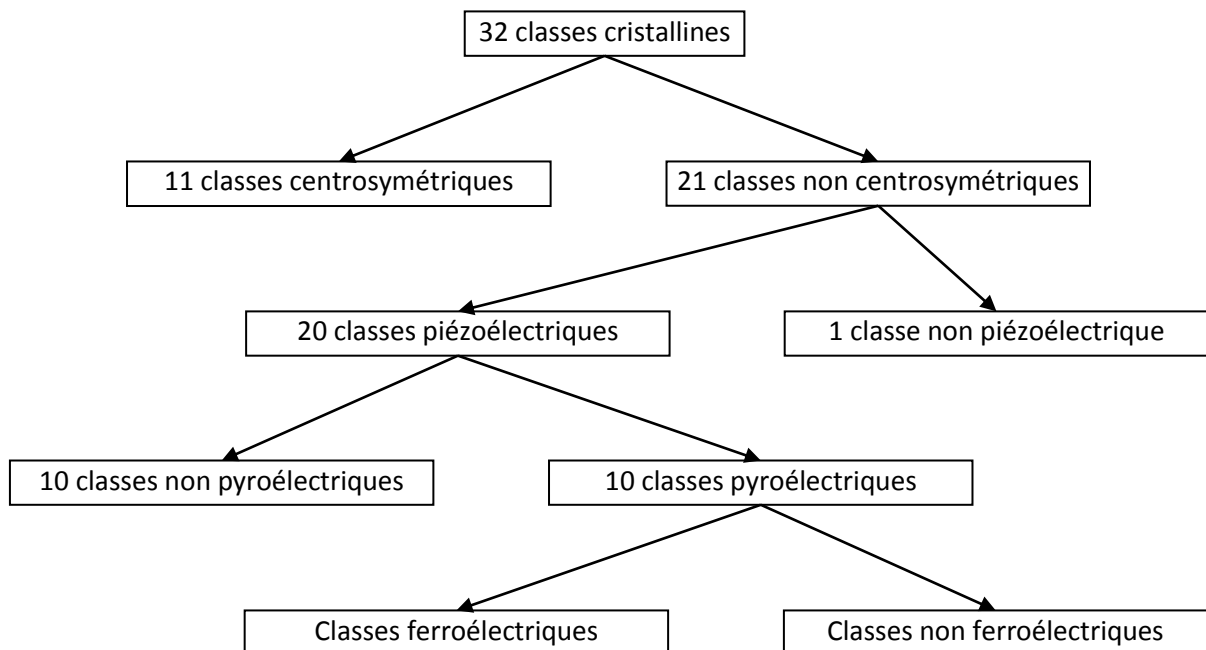 32 classes cristallines
11 classes centrosymétriques
21 classes non centrosymétriques
20 classes piézoélectriques
1 classe non piézoélectrique
10 classes non pyroélectriques
10 classes pyroélectriques
Classes ferroélectriques
Classes non ferroélectriques